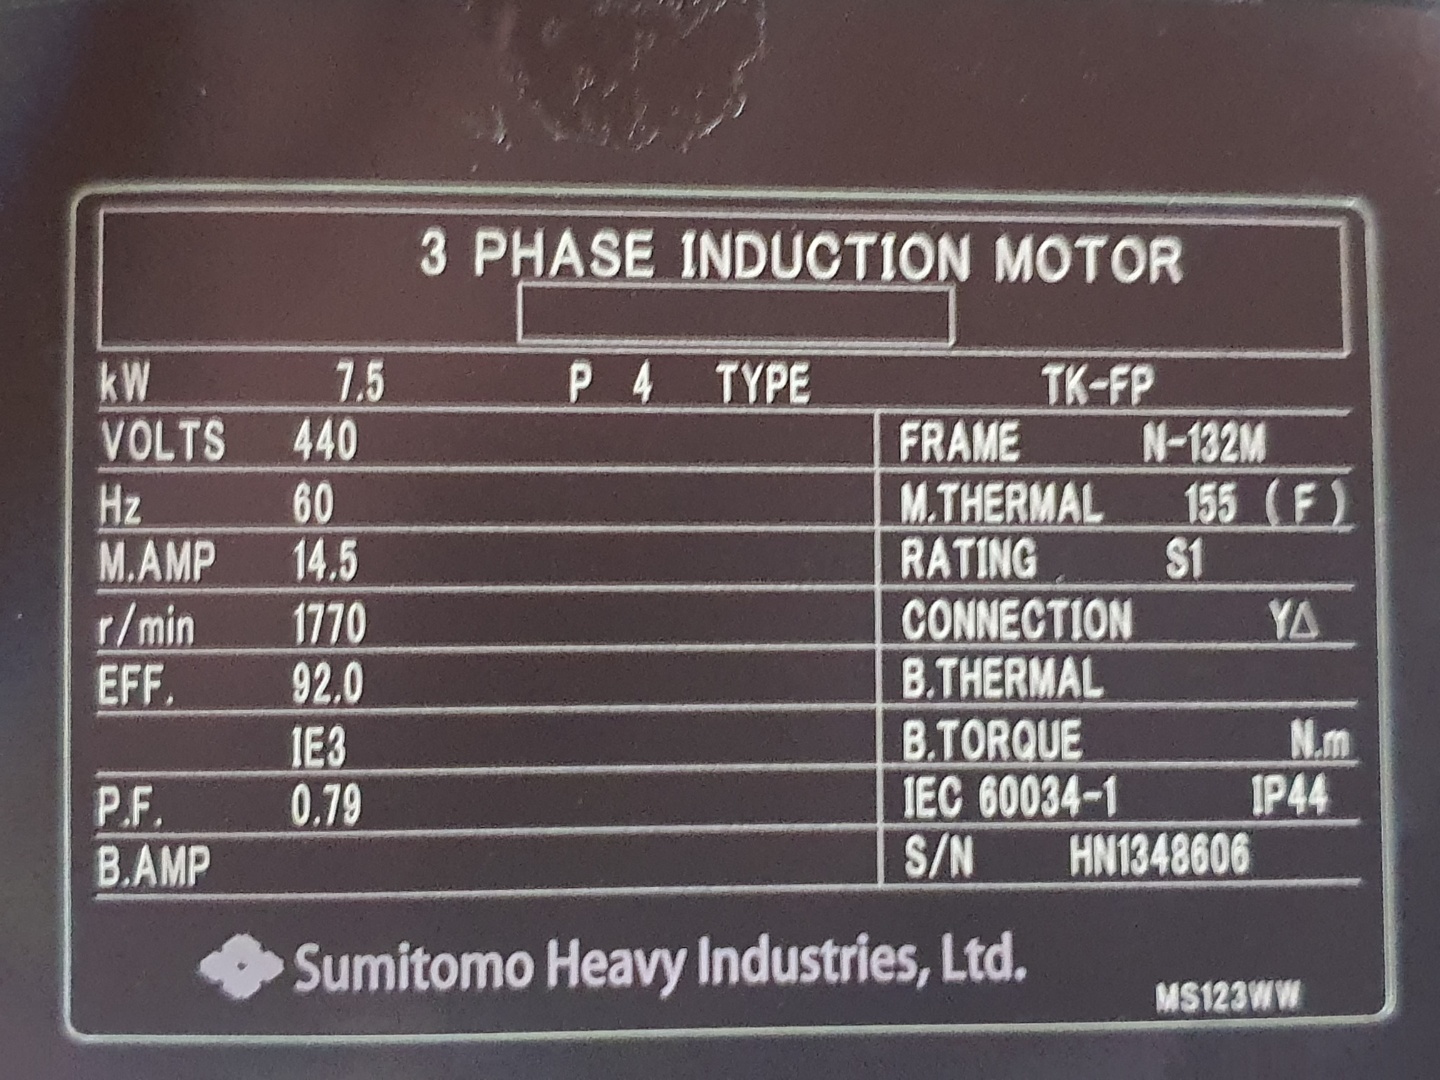 3 PHASE INDUCTION MOTOR
kW 7.5 P 4 TYPE TK-FP
VOLTS 440 FRAME N-132M
Hz 60 M.THERMAL 155 ( F )
M.AMP 14.5 RATING S1
r/min 1770 CONNECTION Y△
EFF. 92.0 B.THERMAL
IE3 B.TORQUE N.m
P.F. 0.79 IEC 60034-1 IP44
B.AMP S/N HN1348606
Sumitomo Heavy Industries, Ltd.
MS123WW